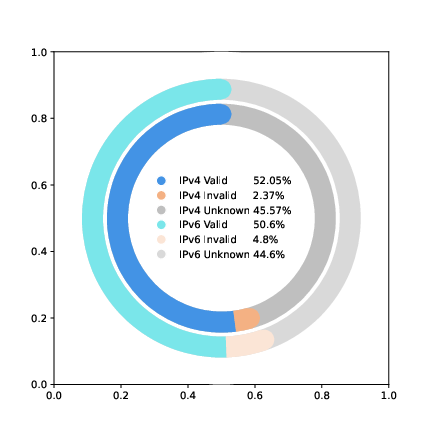 1.0
0.8
0.6
0.4
0.2
0.0
IPv4 Valid 52.05%
IPv4 Invalid 2.37%
IPv4 Unknown 45.57%
IPv6 Valid 50.6%
IPv6 Invalid 4.8%
IPv6 Unknown 44.6%
0.0 0.2 0.4 0.6 0.8 1.0